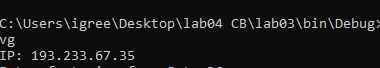 C:\Users\igree\Desktop\lab04 CB\lab03\bin\Debug>
vg
IP: 193.233.67.35